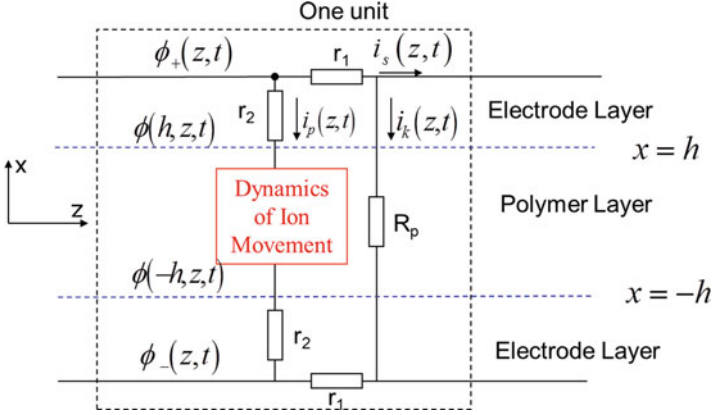 One unit
ϕ₊(z,t)
r₁
iₛ(z,t)
r₂
iₚ(z,t)
iₖ(z,t)
Electrode Layer
ϕ(h,z,t)
x = h
x
z
Dynamics
of Ion
Movement
Polymer Layer
Rₚ
ϕ(−h,z,t)
x = −h
r₂
ϕ₋(z,t)
Electrode Layer
r₁